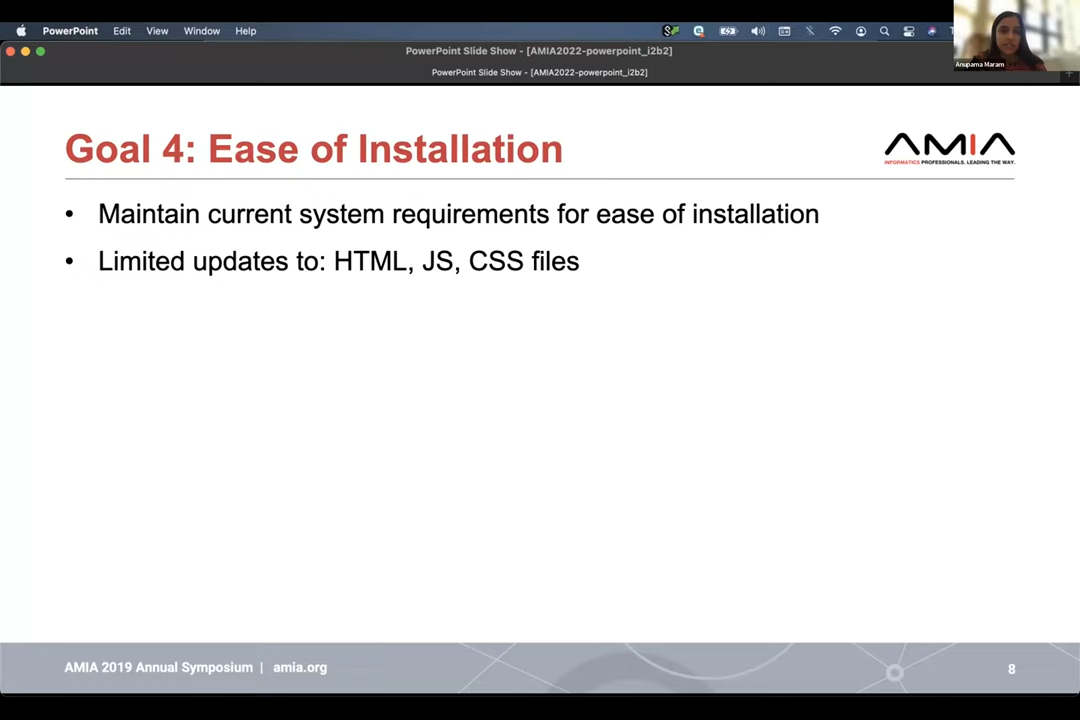 PowerPoint Edit View Window Help
PowerPoint Slide Show - [AMIA2022-powerpoint_i2b2]
PowerPoint Slide Show - [AMIA2022-powerpoint_i2b2]
Anupama Maram
Goal 4: Ease of Installation
AMIA
INFORMATICS PROFESSIONALS. LEADING THE WAY.
• Maintain current system requirements for ease of installation
• Limited updates to: HTML, JS, CSS files
AMIA 2019 Annual Symposium | amia.org
8